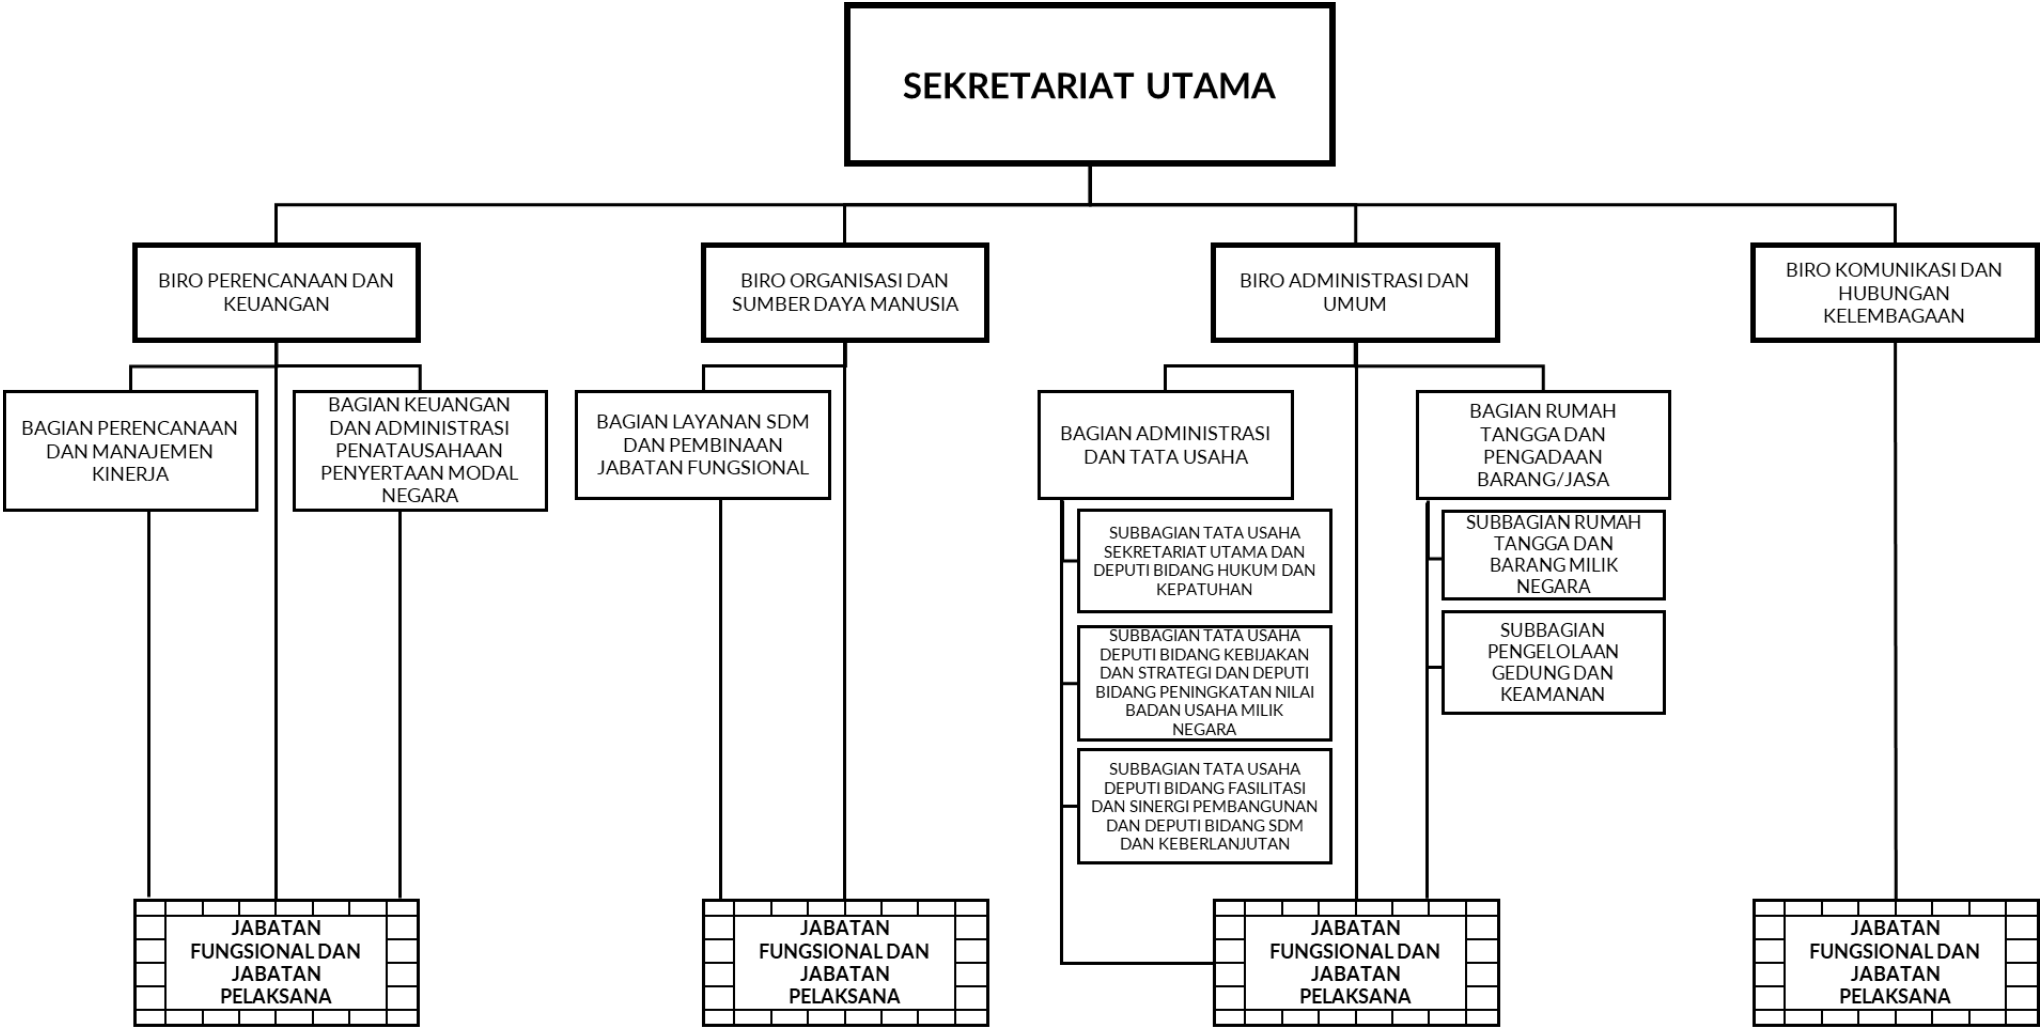 SEKRETARIAT UTAMA
BIRO PERENCANAAN DAN
KEUANGAN
BIRO ORGANISASI DAN
SUMBER DAYA MANUSIA
BIRO ADMINISTRASI DAN
UMUM
BIRO KOMUNIKASI DAN
HUBUNGAN
KELEMBAGAAN
BAGIAN PERENCANAAN
DAN MANAJEMEN
KINERJA
BAGIAN KEUANGAN
DAN ADMINISTRASI
PENATAUSAHAAN
PENYERTAAN MODAL
NEGARA
BAGIAN LAYANAN SDM
DAN PEMBINAAN
JABATAN FUNGSIONAL
BAGIAN ADMINISTRASI
DAN TATA USAHA
BAGIAN RUMAH
TANGGA DAN
PENGADAAN
BARANG/JASA
SUBBAGIAN TATA USAHA
SEKRETARIAT UTAMA DAN
DEPUTI BIDANG HUKUM DAN
KEPATUHAN
SUBBAGIAN TATA USAHA
DEPUTI BIDANG KEBIJAKAN
DAN STRATEGI DAN DEPUTI
BIDANG PENINGKATAN NILAI
BADAN USAHA MILIK
NEGARA
SUBBAGIAN TATA USAHA
DEPUTI BIDANG FASILITASI
DAN SINERGI PEMBANGUNAN
DAN DEPUTI BIDANG SDM
DAN KEBERLANJUTAN
SUBBAGIAN RUMAH
TANGGA DAN
BARANG MILIK
NEGARA
SUBBAGIAN
PENGELOLAAN
GEDUNG DAN
KEAMANAN
JABATAN
FUNGSIONAL DAN
JABATAN
PELAKSANA
JABATAN
FUNGSIONAL DAN
JABATAN
PELAKSANA
JABATAN
FUNGSIONAL DAN
JABATAN
PELAKSANA
JABATAN
FUNGSIONAL DAN
JABATAN
PELAKSANA